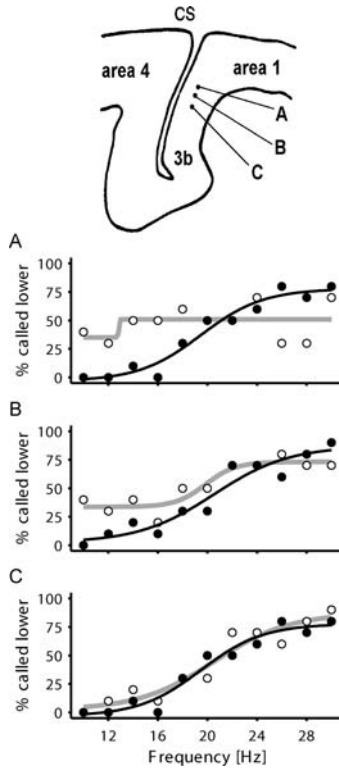 CS
area 4
area 1
A
B
3b
C
A
100
75
50
25
0
% called lower
B
100
75
50
25
0
% called lower
C
100
75
50
25
0
% called lower
12 16 20 24 28
Frequency [Hz]